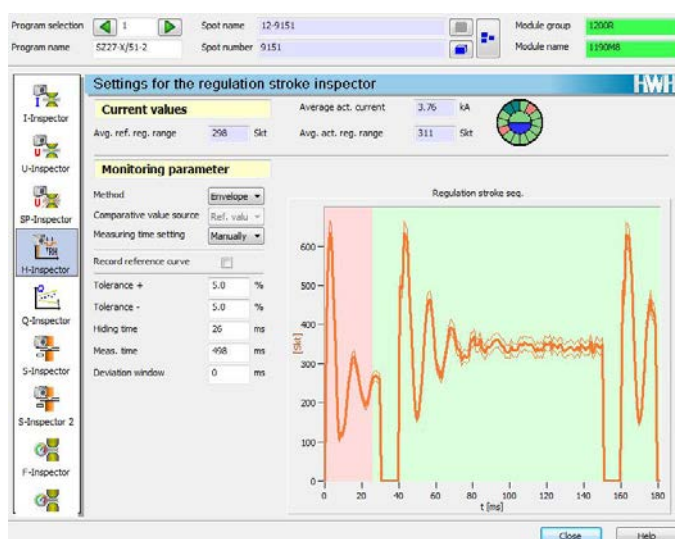 Program selection 1 Spot name 12-9151 Module group 1200R
Program name SZ27-X/51-2 Spot number 9151 Module name 1190M8
Settings for the regulation stroke inspector HWH
Current values Average act. current 3.76 kA
Avg. ref. reg. range 298 Skt Avg. act. reg. range 311 Skt
Monitoring parameter
Method Envelope
Comparative value source Ref. valu
Measuring time setting Manually
Record reference curve
Tolerance + 5.0 %
Tolerance - 5.0 %
Hiding time 26 ms
Meas. time 498 ms
Deviation window 0 ms
I-Inspector
U-Inspector
SP-Inspector
H-Inspector
Q-Inspector
S-Inspector
S-Inspector 2
F-Inspector
Regulation stroke seq.
[Skt]
600
500
400
300
200
100
0
0 20 40 60 80 100 120 140 160 180
t [ms]
Close Help